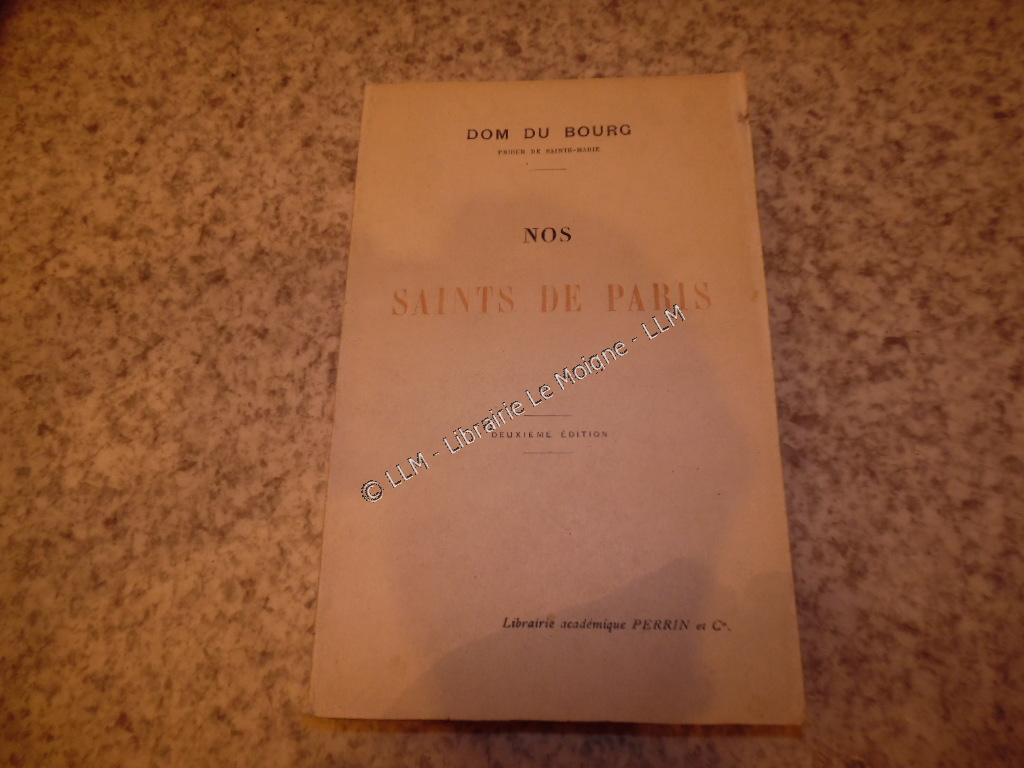 DOM DU BOURG
PRIEUR DE SAINTE-MARIE
NOS
SAINTS DE PARIS
DEUXIÈME ÉDITION
Librairie académique PERRIN et Cie.
© LLM - Librairie Le Moigne - LLM